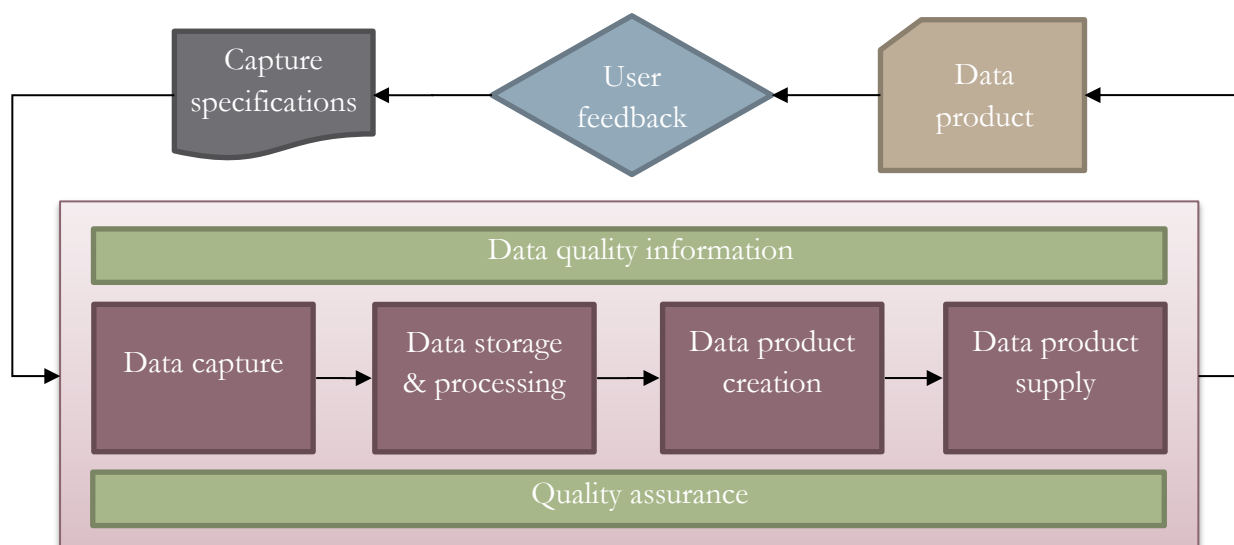 Capture
specifications
User
feedback
Data
product
Data quality information
Data capture
Data storage
& processing
Data product
creation
Data product
supply
Quality assurance